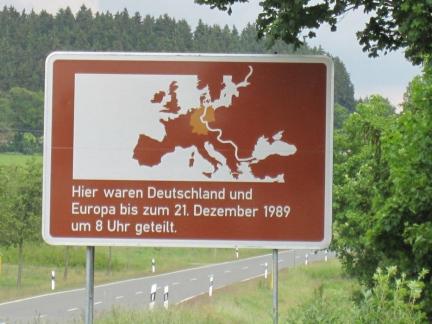 Hier waren Deutschland und
Europa bis zum 21. Dezember 1989
um 8 Uhr geteilt.